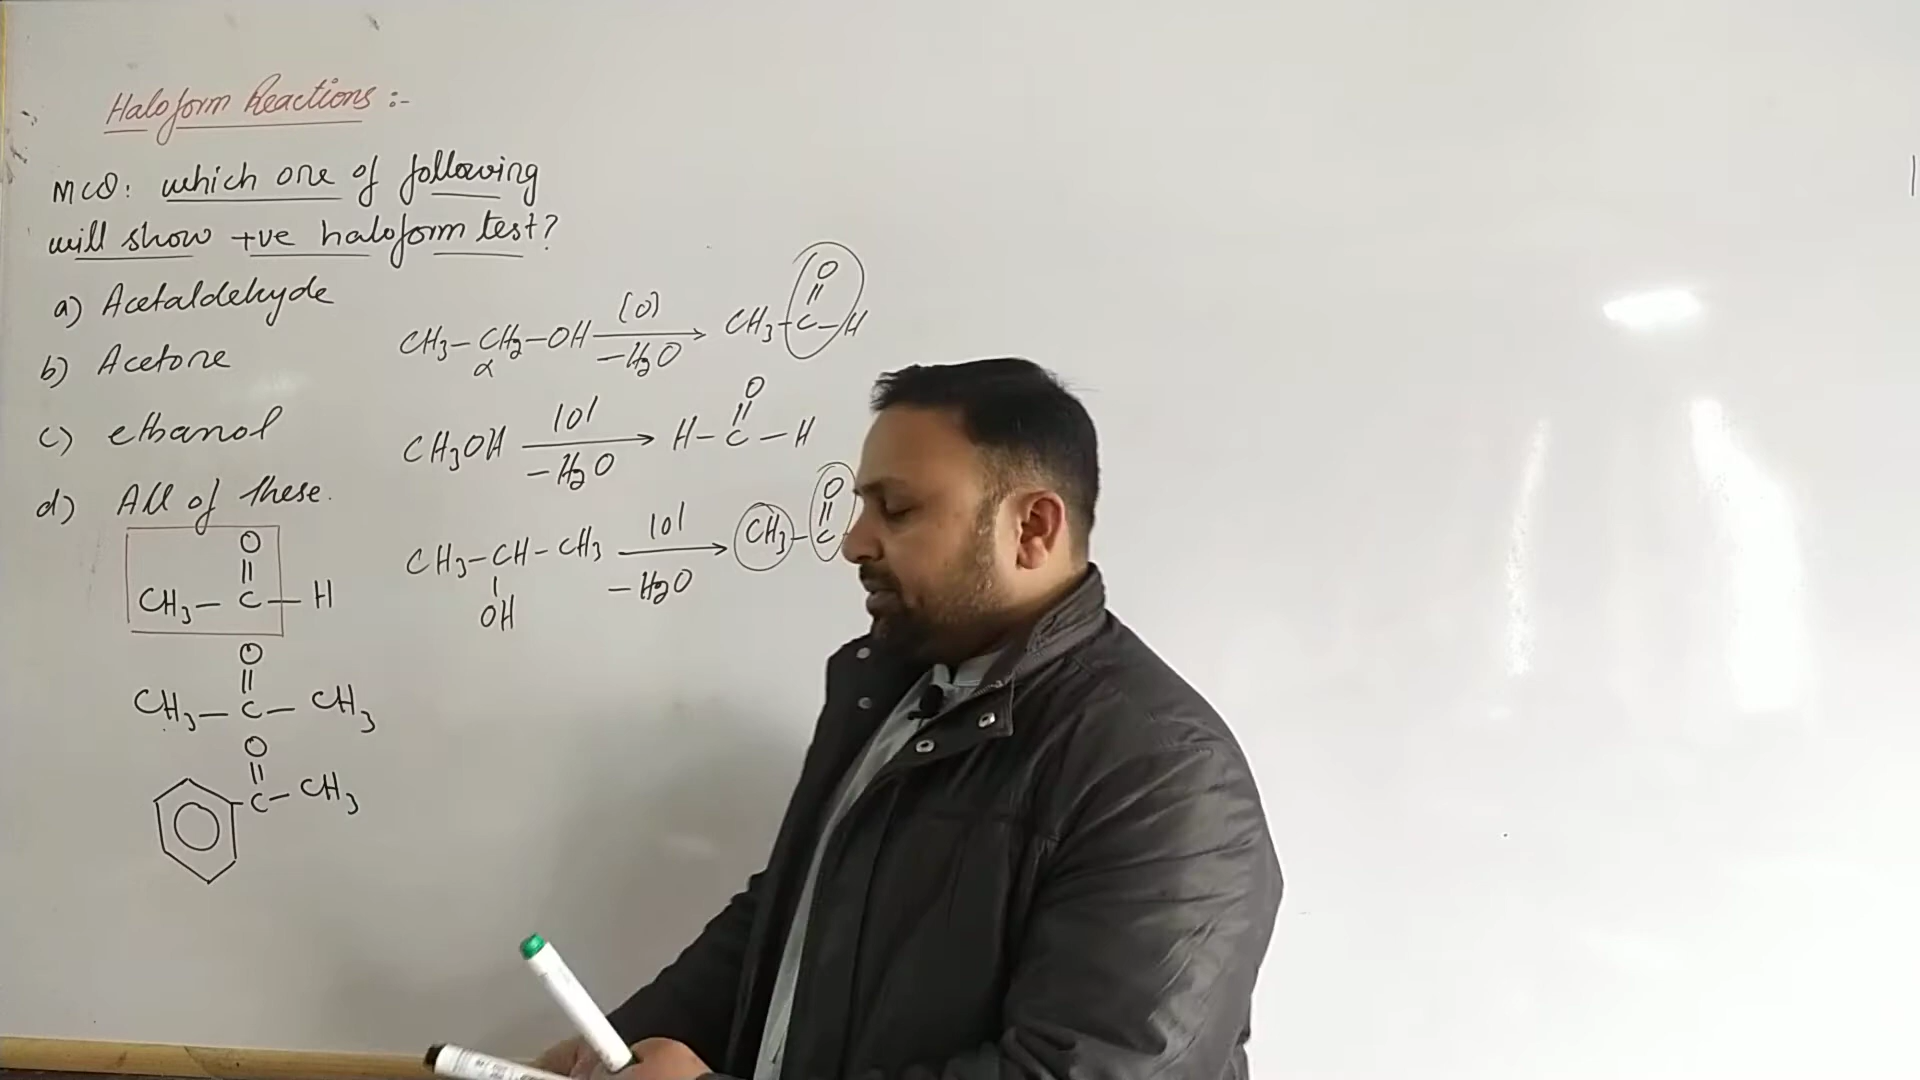 Haloform Reactions :-
MCQ: which one of following
will show +ve haloform test?
a) Acetaldehyde
b) Acetone
c) ethanol
d) All of these.
O
||
CH₃ — C — H
O
||
CH₃ — C — CH₃
O
||
C — CH₃
[O]
CH₃ — CH₂ — OH ⟶ CH₃ — C — H
α
— H₂O
O
||
|O|
CH₃OH ⟶ H — C — H
— H₂O
O
||
|O|
CH₃ — CH — CH₃ ⟶ CH₃ — C
|
OH
— H₂O
O
||